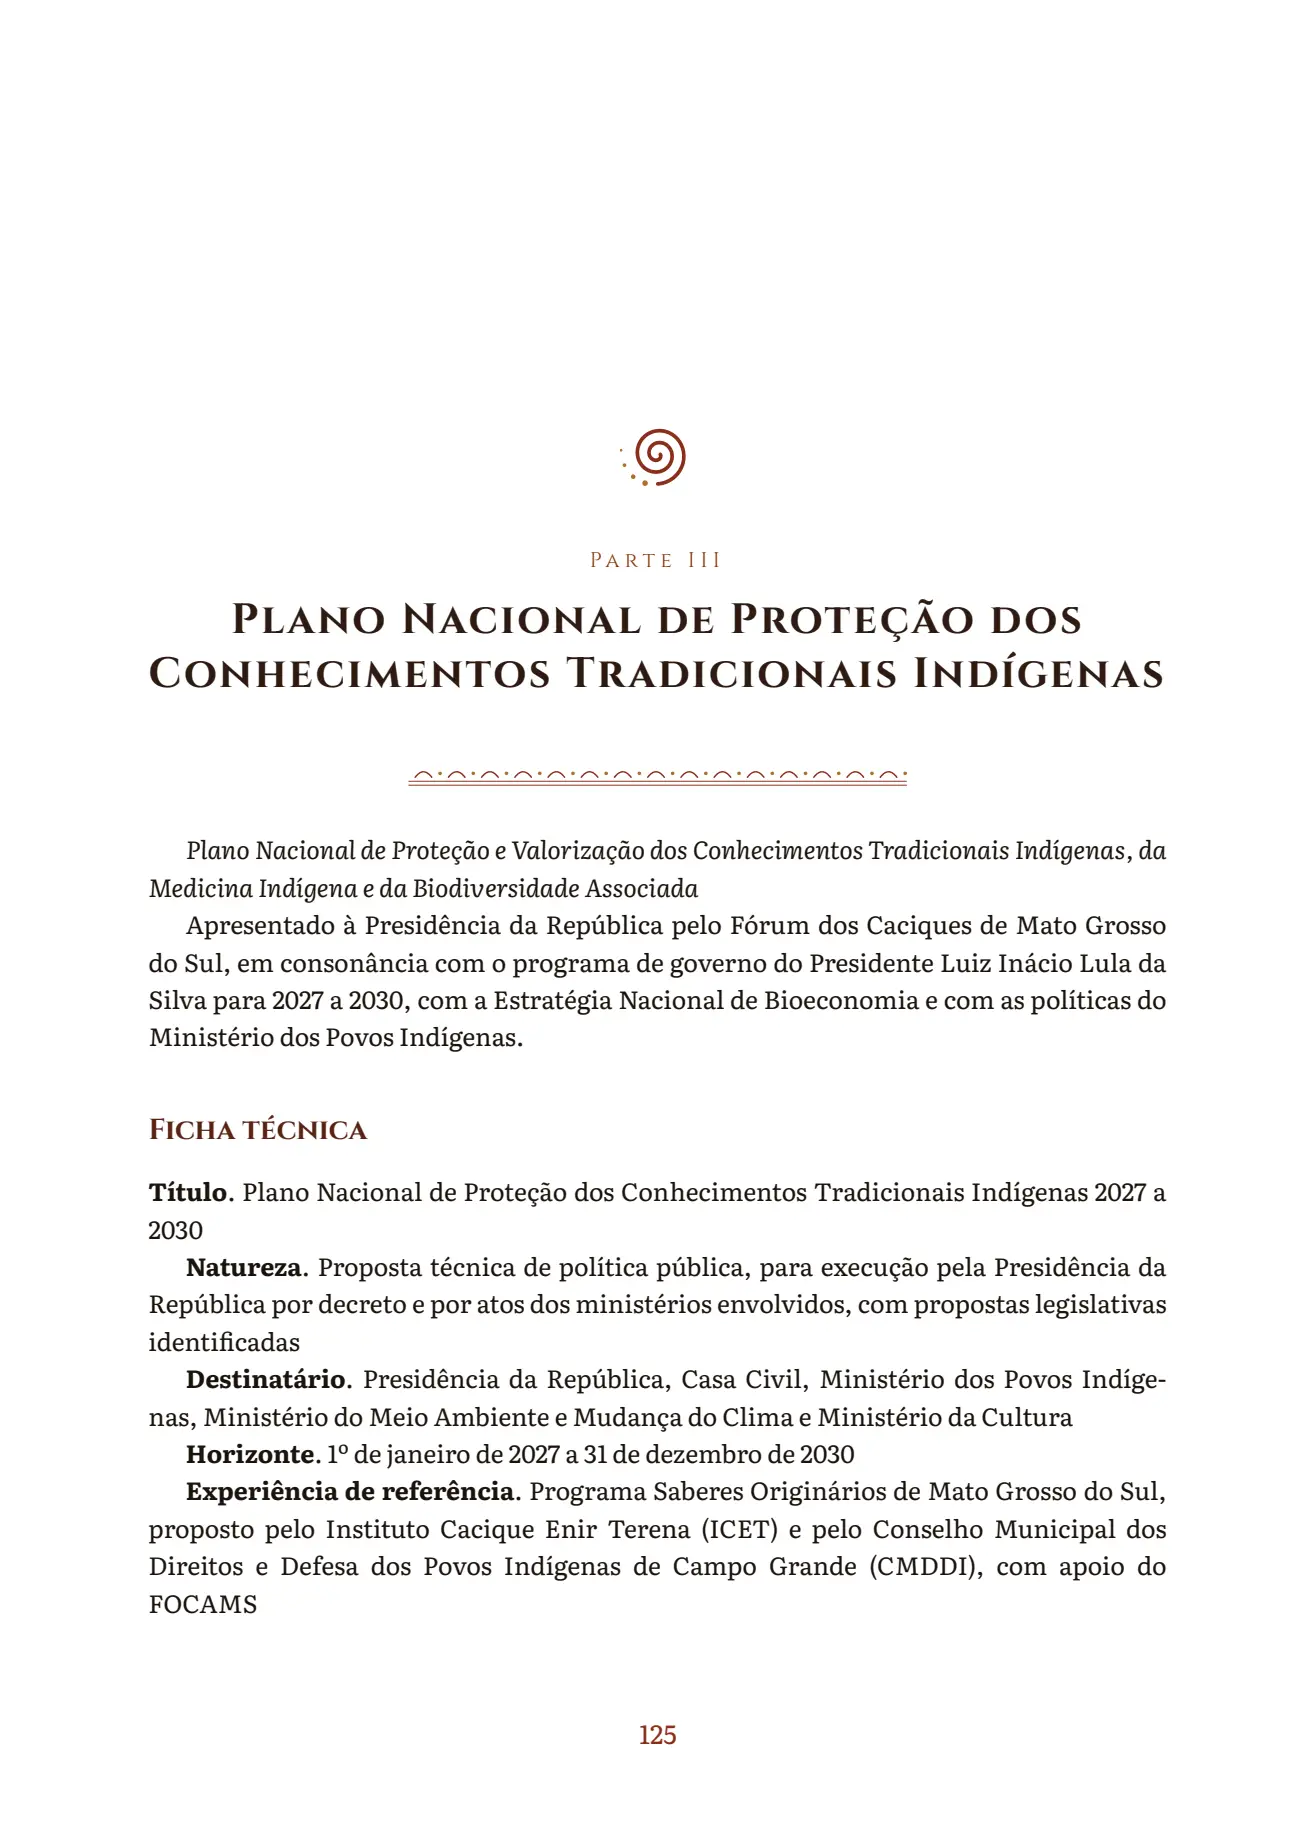 Parte III
Plano Nacional de Proteção dos
Conhecimentos Tradicionais Indígenas
Plano Nacional de Proteção e Valorização dos Conhecimentos Tradicionais Indígenas, da
Medicina Indígena e da Biodiversidade Associada
Apresentado à Presidência da República pelo Fórum dos Caciques de Mato Grosso
do Sul, em consonância com o programa de governo do Presidente Luiz Inácio Lula da
Silva para 2027 a 2030, com a Estratégia Nacional de Bioeconomia e com as políticas do
Ministério dos Povos Indígenas.
Ficha técnica
Título. Plano Nacional de Proteção dos Conhecimentos Tradicionais Indígenas 2027 a
2030
Natureza. Proposta técnica de política pública, para execução pela Presidência da
República por decreto e por atos dos ministérios envolvidos, com propostas legislativas
identificadas
Destinatário. Presidência da República, Casa Civil, Ministério dos Povos Indíge-
nas, Ministério do Meio Ambiente e Mudança do Clima e Ministério da Cultura
Horizonte. 1º de janeiro de 2027 a 31 de dezembro de 2030
Experiência de referência. Programa Saberes Originários de Mato Grosso do Sul,
proposto pelo Instituto Cacique Enir Terena (ICET) e pelo Conselho Municipal dos
Direitos e Defesa dos Povos Indígenas de Campo Grande (CMDDI), com apoio do
FOCAMS
125